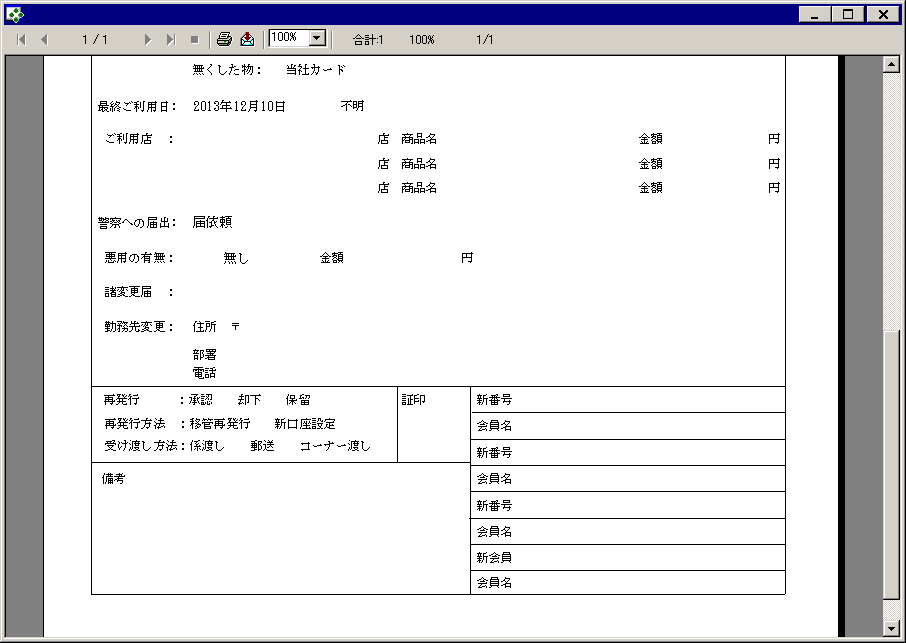 1 / 1 100% 合計:1 100% 1/1
無くした物： 当社カード
最終ご利用日： 2013年12月10日 不明
ご利用店 ： 店 商品名 金額 円
店 商品名 金額 円
店 商品名 金額 円
警察への届出： 届依頼
悪用の有無： 無し 金額 円
諸変更届 ：
勤務先変更： 住所 〒
部署
電話
再発行 ：承認 却下 保留
再発行方法 ：移管再発行 新口座設定
受け渡し方法：係渡し 郵送 コーナー渡し
証印
備考
新番号
会員名
新番号
会員名
新番号
会員名
新会員
会員名